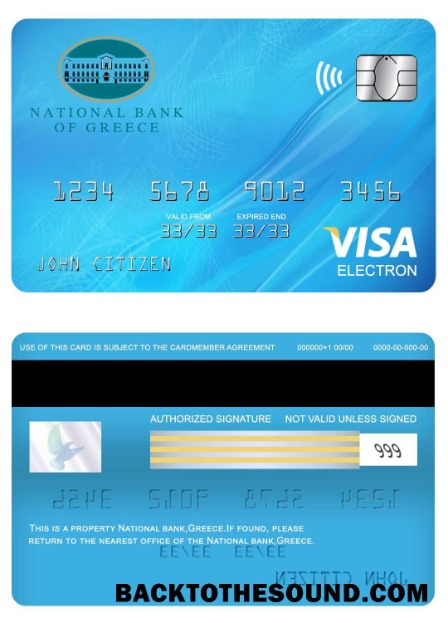 NATIONAL BANK
OF GREECE
1234 5678 9012 3456
VALID FROM EXPIRED END
33/33 33/33
JOHN CITIZEN
VISA
ELECTRON
USE OF THIS CARD IS SUBJECT TO THE CARDMEMBER AGREEMENT 000000+1 00/00 0000-00-000-00
AUTHORIZED SIGNATURE NOT VALID UNLESS SIGNED
999
THIS IS A PROPERTY NATIONAL BANK,GREECE.IF FOUND, PLEASE
RETURN TO THE NEAREST OFFICE OF THE NATIONAL BANK,GREECE.
BACKTOTHESOUND.COM